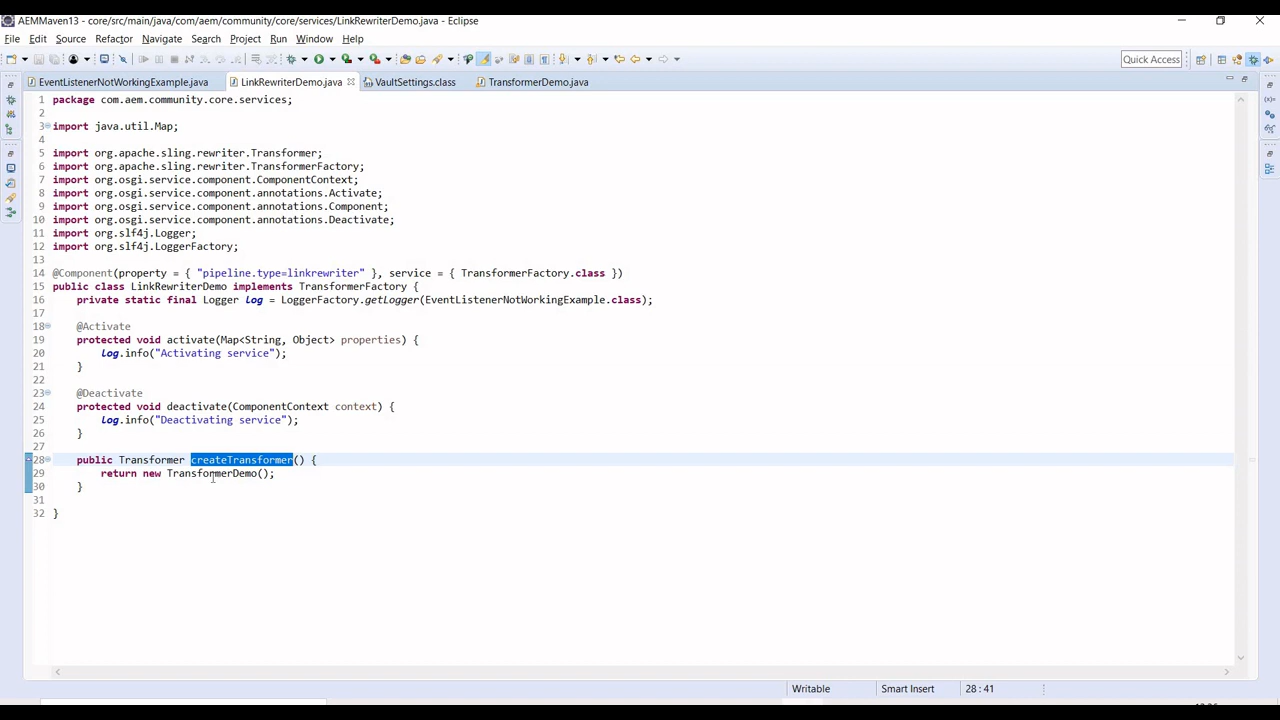 AEMMaven13 - core/src/main/java/com/aem/community/core/services/LinkRewriterDemo.java - Eclipse
File Edit Source Refactor Navigate Search Project Run Window Help
Quick Access
EventListenerNotWorkingExample.java LinkRewriterDemo.java VaultSettings.class TransformerDemo.java
1 package com.aem.community.core.services;
2
3 import java.util.Map;
4
5 import org.apache.sling.rewriter.Transformer;
6 import org.apache.sling.rewriter.TransformerFactory;
7 import org.osgi.service.component.ComponentContext;
8 import org.osgi.service.component.annotations.Activate;
9 import org.osgi.service.component.annotations.Component;
10 import org.osgi.service.component.annotations.Deactivate;
11 import org.slf4j.Logger;
12 import org.slf4j.LoggerFactory;
13
14 @Component(property = { "pipeline.type=linkrewriter" }, service = { TransformerFactory.class })
15 public class LinkRewriterDemo implements TransformerFactory {
16 private static final Logger log = LoggerFactory.getLogger(EventListenerNotWorkingExample.class);
17
18 @Activate
19 protected void activate(Map<String, Object> properties) {
20 log.info("Activating service");
21 }
22
23 @Deactivate
24 protected void deactivate(ComponentContext context) {
25 log.info("Deactivating service");
26 }
27
28 public Transformer createTransformer() {
29 return new TransformerDemo();
30 }
31
32 }
Writable Smart Insert 28 : 41